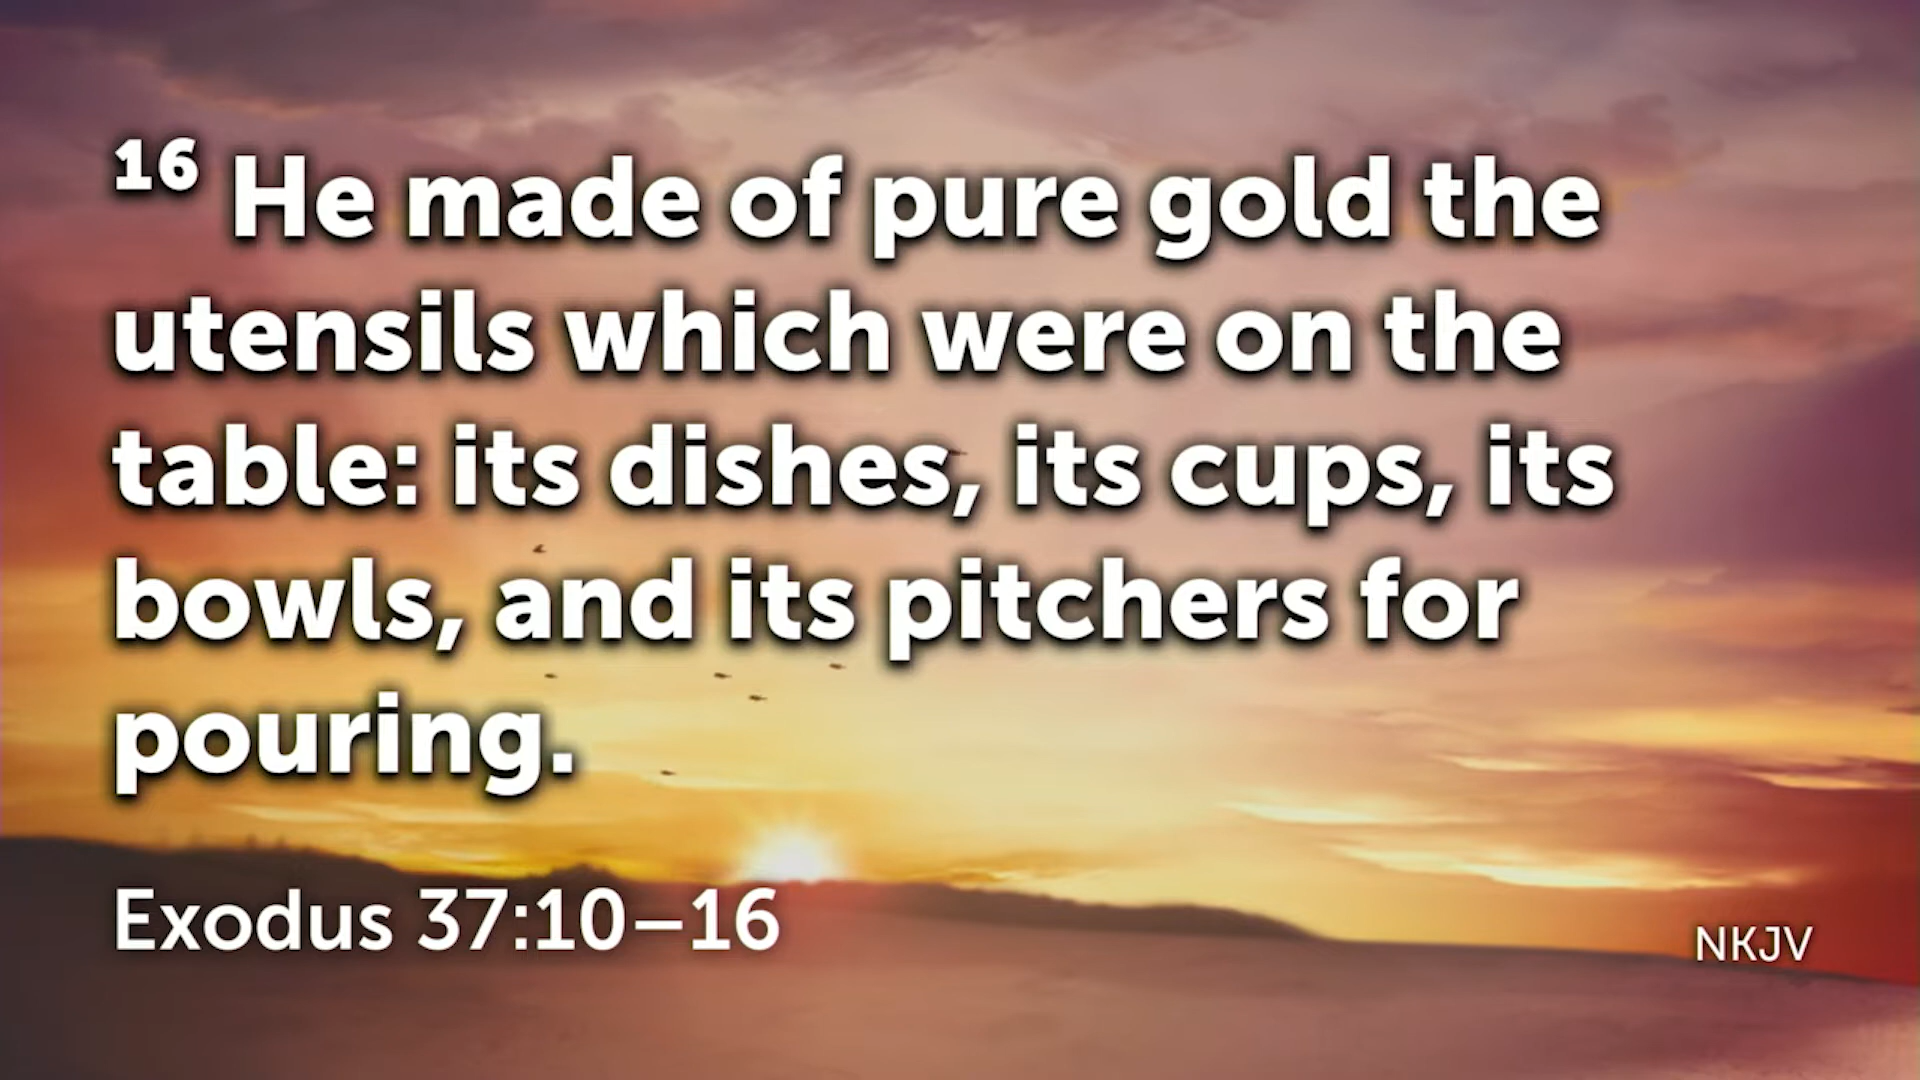 16 He made of pure gold the
utensils which were on the
table: its dishes, its cups, its
bowls, and its pitchers for
pouring.
Exodus 37:10–16
NKJV